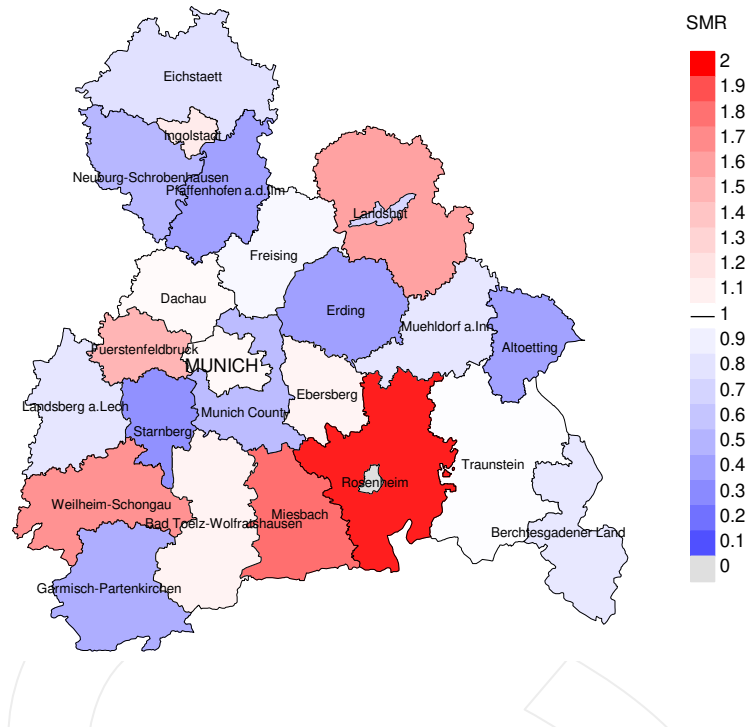 SMR
2
1.9
1.8
1.7
1.6
1.5
1.4
1.3
1.2
1.1
1
0.9
0.8
0.7
0.6
0.5
0.4
0.3
0.2
0.1
0
Eichstaett
Ingolstadt
Neuburg-Schrobenhausen
Pfaffenhofen a.d.Ilm
Landshut
Freising
Dachau
Erding
Muehldorf a.Inn
Altoetting
Fuerstenfeldbruck
MUNICH
Ebersberg
Landsberg a.Lech
Munich County
Starnberg
Traunstein
Rosenheim
Weilheim-Schongau
Miesbach
Bad Toelz-Wolfratshausen
Berchtesgadener Land
Garmisch-Partenkirchen